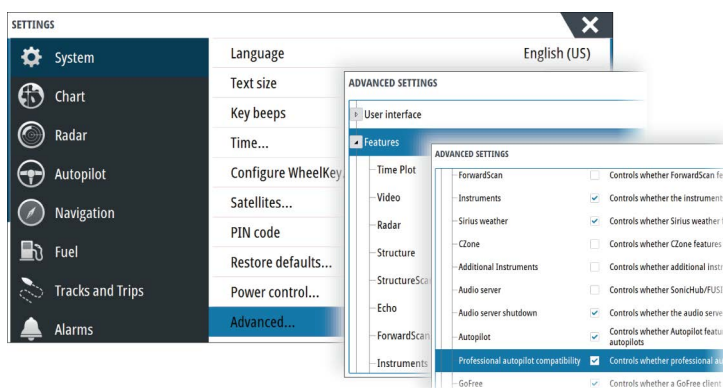 SETTINGS
System
Chart
Radar
Autopilot
Navigation
Fuel
Tracks and Trips
Alarms
Language English (US)
Text size
Key beeps
Time...
Configure WheelKey
Satellites...
PIN code
Restore defaults...
Power control...
Advanced...
ADVANCED SETTINGS
User interface
Features
Time Plot
Video
Radar
Structure
StructureSca
Echo
ForwardScan
Instruments
ADVANCED SETTINGS
ForwardScan Controls whether ForwardScan fe
Instruments Controls whether the instrument
Sirius weather Controls whether Sirius weather
CZone Controls whether CZone features
Additional Instruments Controls whether additional instr
Audio server Controls whether SonicHub/FUSI
Audio server shutdown Controls whether the audio serve
Autopilot Controls whether Autopilot featu
autopilots
Professional autopilot compatibility Controls whether professional au
GoFree Controls whether a GoFree client